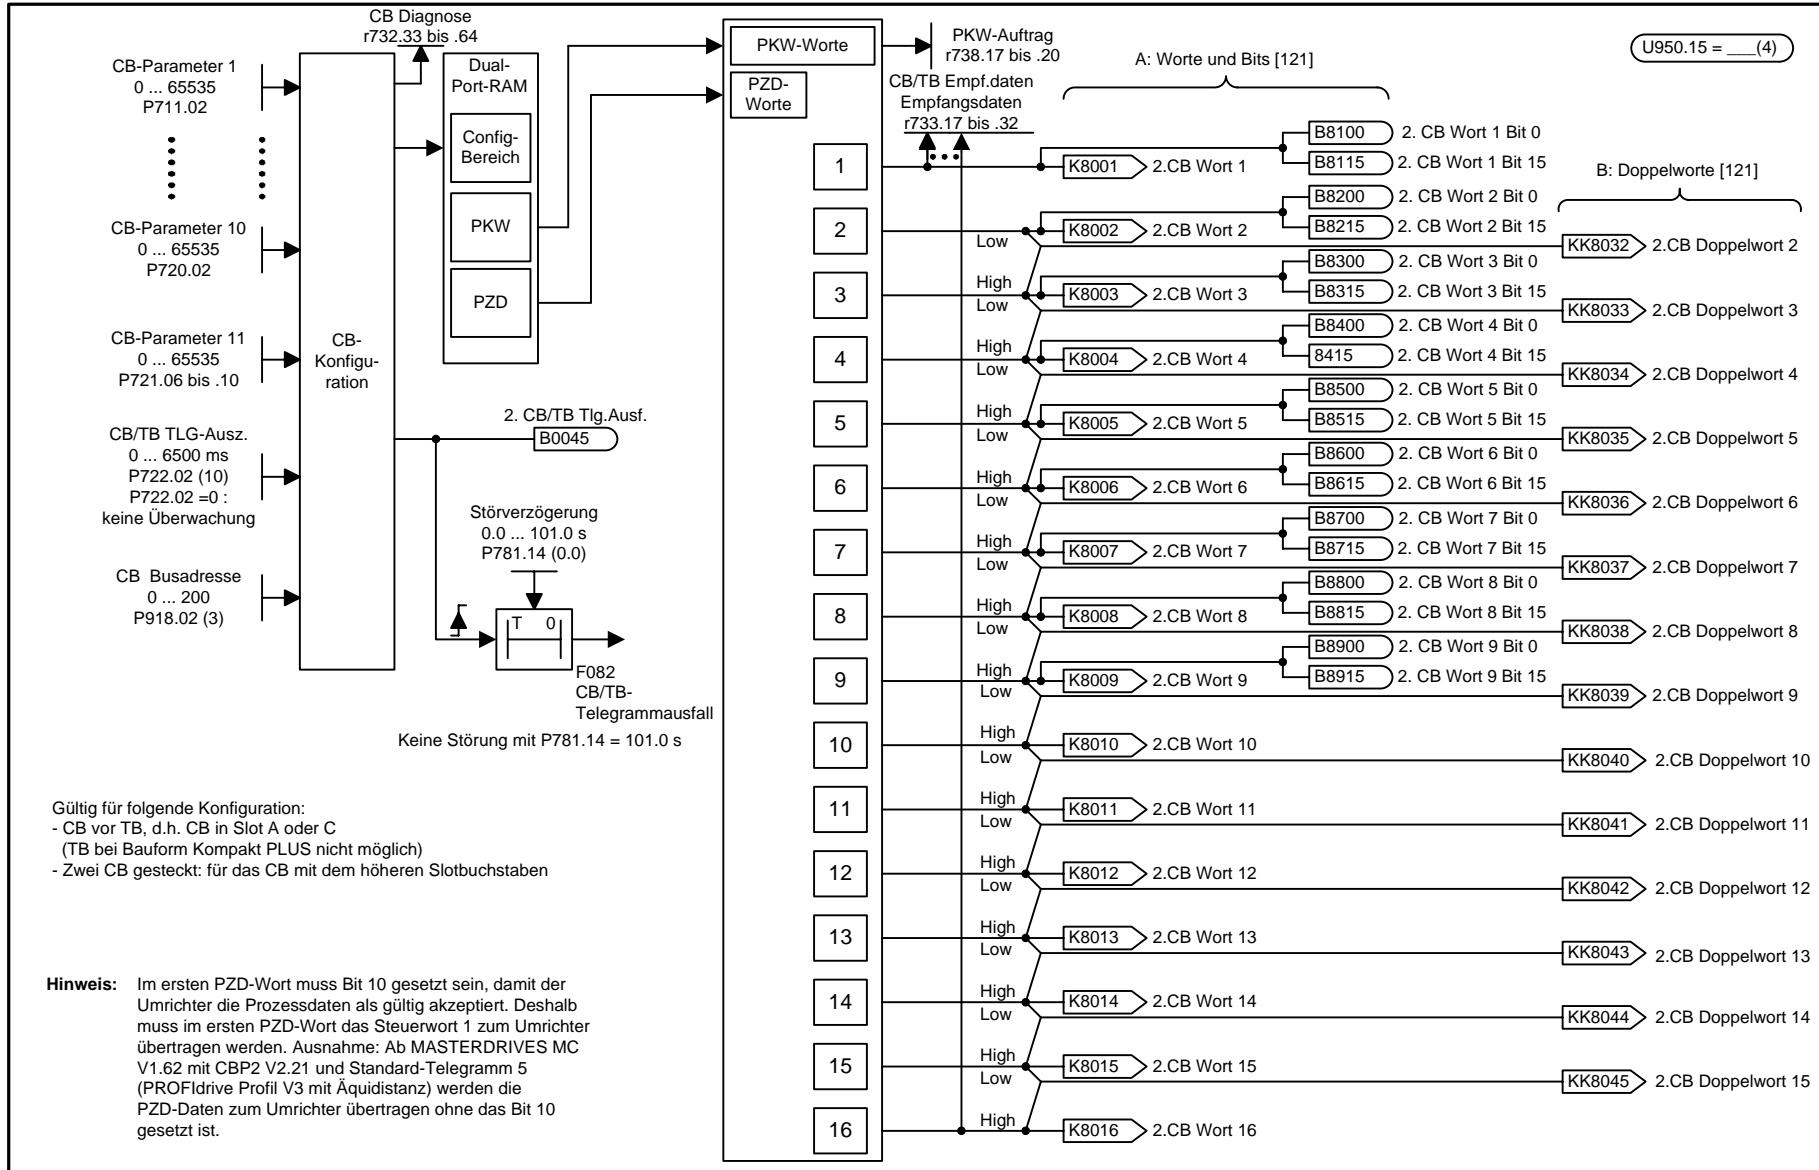 CB Diagnose
r732.33 bis .64
CB-Parameter 1
0 ... 65535
P711.02
CB-Parameter 10
0 ... 65535
P720.02
CB-Parameter 11
0 ... 65535
P721.06 bis .10
CB/TB TLG-Ausz.
0 ... 6500 ms
P722.02 (10)
P722.02 =0 :
keine Überwachung
CB Busadresse
0 ... 200
P918.02 (3)
CB-
Konfigu-
ration
Dual-
Port-RAM
Config-
Bereich
PKW
PZD
2. CB/TB Tlg.Ausf.
B0045
Störverzögerung
0.0 ... 101.0 s
P781.14 (0.0)
T 0
F082
CB/TB-
Telegrammausfall
Keine Störung mit P781.14 = 101.0 s
Gültig für folgende Konfiguration:
- CB vor TB, d.h. CB in Slot A oder C
(TB bei Bauform Kompakt PLUS nicht möglich)
- Zwei CB gesteckt: für das CB mit dem höheren Slotbuchstaben
Hinweis: Im ersten PZD-Wort muss Bit 10 gesetzt sein, damit der
Umrichter die Prozessdaten als gültig akzeptiert. Deshalb
muss im ersten PZD-Wort das Steuerwort 1 zum Umrichter
übertragen werden. Ausnahme: Ab MASTERDRIVES MC
V1.62 mit CBP2 V2.21 und Standard-Telegramm 5
(PROFIdrive Profil V3 mit Äquidistanz) werden die
PZD-Daten zum Umrichter übertragen ohne das Bit 10
gesetzt ist.
PKW-Worte
PZD-
Worte
PKW-Auftrag
r738.17 bis .20
CB/TB Empf.daten
Empfangsdaten
r733.17 bis .32
A: Worte und Bits [121]
U950.15 = ___(4)
B: Doppelworte [121]
B8100 2. CB Wort 1 Bit 0
1 K8001 2.CB Wort 1 B8115 2. CB Wort 1 Bit 15
B8200 2. CB Wort 2 Bit 0
2 Low K8002 2.CB Wort 2 B8215 2. CB Wort 2 Bit 15
KK8032 2.CB Doppelwort 2
B8300 2. CB Wort 3 Bit 0
3 High Low K8003 2.CB Wort 3 B8315 2. CB Wort 3 Bit 15
KK8033 2.CB Doppelwort 3
B8400 2. CB Wort 4 Bit 0
4 High Low K8004 2.CB Wort 4 8415 2. CB Wort 4 Bit 15
KK8034 2.CB Doppelwort 4
B8500 2. CB Wort 5 Bit 0
5 High Low K8005 2.CB Wort 5 B8515 2. CB Wort 5 Bit 15
KK8035 2.CB Doppelwort 5
B8600 2. CB Wort 6 Bit 0
6 High Low K8006 2.CB Wort 6 B8615 2. CB Wort 6 Bit 15
KK8036 2.CB Doppelwort 6
B8700 2. CB Wort 7 Bit 0
7 High Low K8007 2.CB Wort 7 B8715 2. CB Wort 7 Bit 15
KK8037 2.CB Doppelwort 7
B8800 2. CB Wort 8 Bit 0
8 High Low K8008 2.CB Wort 8 B8815 2. CB Wort 8 Bit 15
KK8038 2.CB Doppelwort 8
B8900 2. CB Wort 9 Bit 0
9 High Low K8009 2.CB Wort 9 B8915 2. CB Wort 9 Bit 15
KK8039 2.CB Doppelwort 9
10 High Low K8010 2.CB Wort 10
KK8040 2.CB Doppelwort 10
11 High Low K8011 2.CB Wort 11
KK8041 2.CB Doppelwort 11
12 High Low K8012 2.CB Wort 12
KK8042 2.CB Doppelwort 12
13 High Low K8013 2.CB Wort 13
KK8043 2.CB Doppelwort 13
14 High Low K8014 2.CB Wort 14
KK8044 2.CB Doppelwort 14
15 High Low K8015 2.CB Wort 15
KK8045 2.CB Doppelwort 15
16 High K8016 2.CB Wort 16